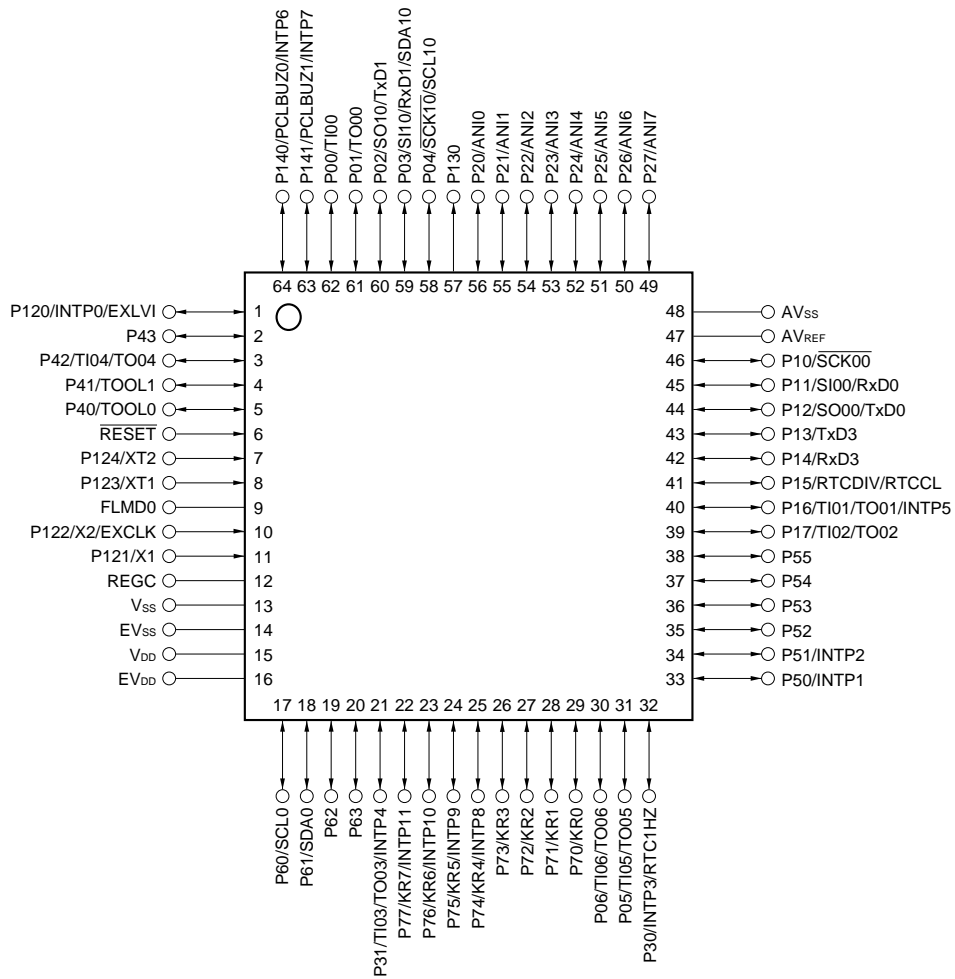 P140/PCLBUZ0/INTP6
P141/PCLBUZ1/INTP7
P00/TI00
P01/TO00
P02/SO10/TxD1
P03/SI10/RxD1/SDA10
P04/SCK10/SCL10
P130
P20/ANI0
P21/ANI1
P22/ANI2
P23/ANI3
P24/ANI4
P25/ANI5
P26/ANI6
P27/ANI7
64 63 62 61 60 59 58 57 56 55 54 53 52 51 50 49
P120/INTP0/EXLVI 1
P43 2
P42/TI04/TO04 3
P41/TOOL1 4
P40/TOOL0 5
RESET 6
P124/XT2 7
P123/XT1 8
FLMD0 9
P122/X2/EXCLK 10
P121/X1 11
REGC 12
VSS 13
EVSS 14
VDD 15
EVDD 16
48 AVSS
47 AVREF
46 P10/SCK00
45 P11/SI00/RxD0
44 P12/SO00/TxD0
43 P13/TxD3
42 P14/RxD3
41 P15/RTCDIV/RTCCL
40 P16/TI01/TO01/INTP5
39 P17/TI02/TO02
38 P55
37 P54
36 P53
35 P52
34 P51/INTP2
33 P50/INTP1
17 18 19 20 21 22 23 24 25 26 27 28 29 30 31 32
P60/SCL0
P61/SDA0
P62
P63
P31/TI03/TO03/INTP4
P77/KR7/INTP11
P76/KR6/INTP10
P75/KR5/INTP9
P74/KR4/INTP8
P73/KR3
P72/KR2
P71/KR1
P70/KR0
P06/TI06/TO06
P05/TI05/TO05
P30/INTP3/RTC1HZ